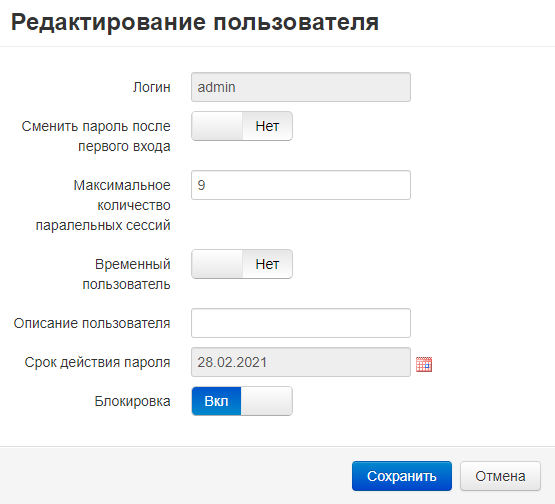 Редактирование пользователя
Логин
admin
Сменить пароль после
первого входа
Нет
Максимальное
количество
паралельных сессий
9
Временный
пользователь
Нет
Описание пользователя
Срок действия пароля
28.02.2021
Блокировка
Вкл
Сохранить
Отмена